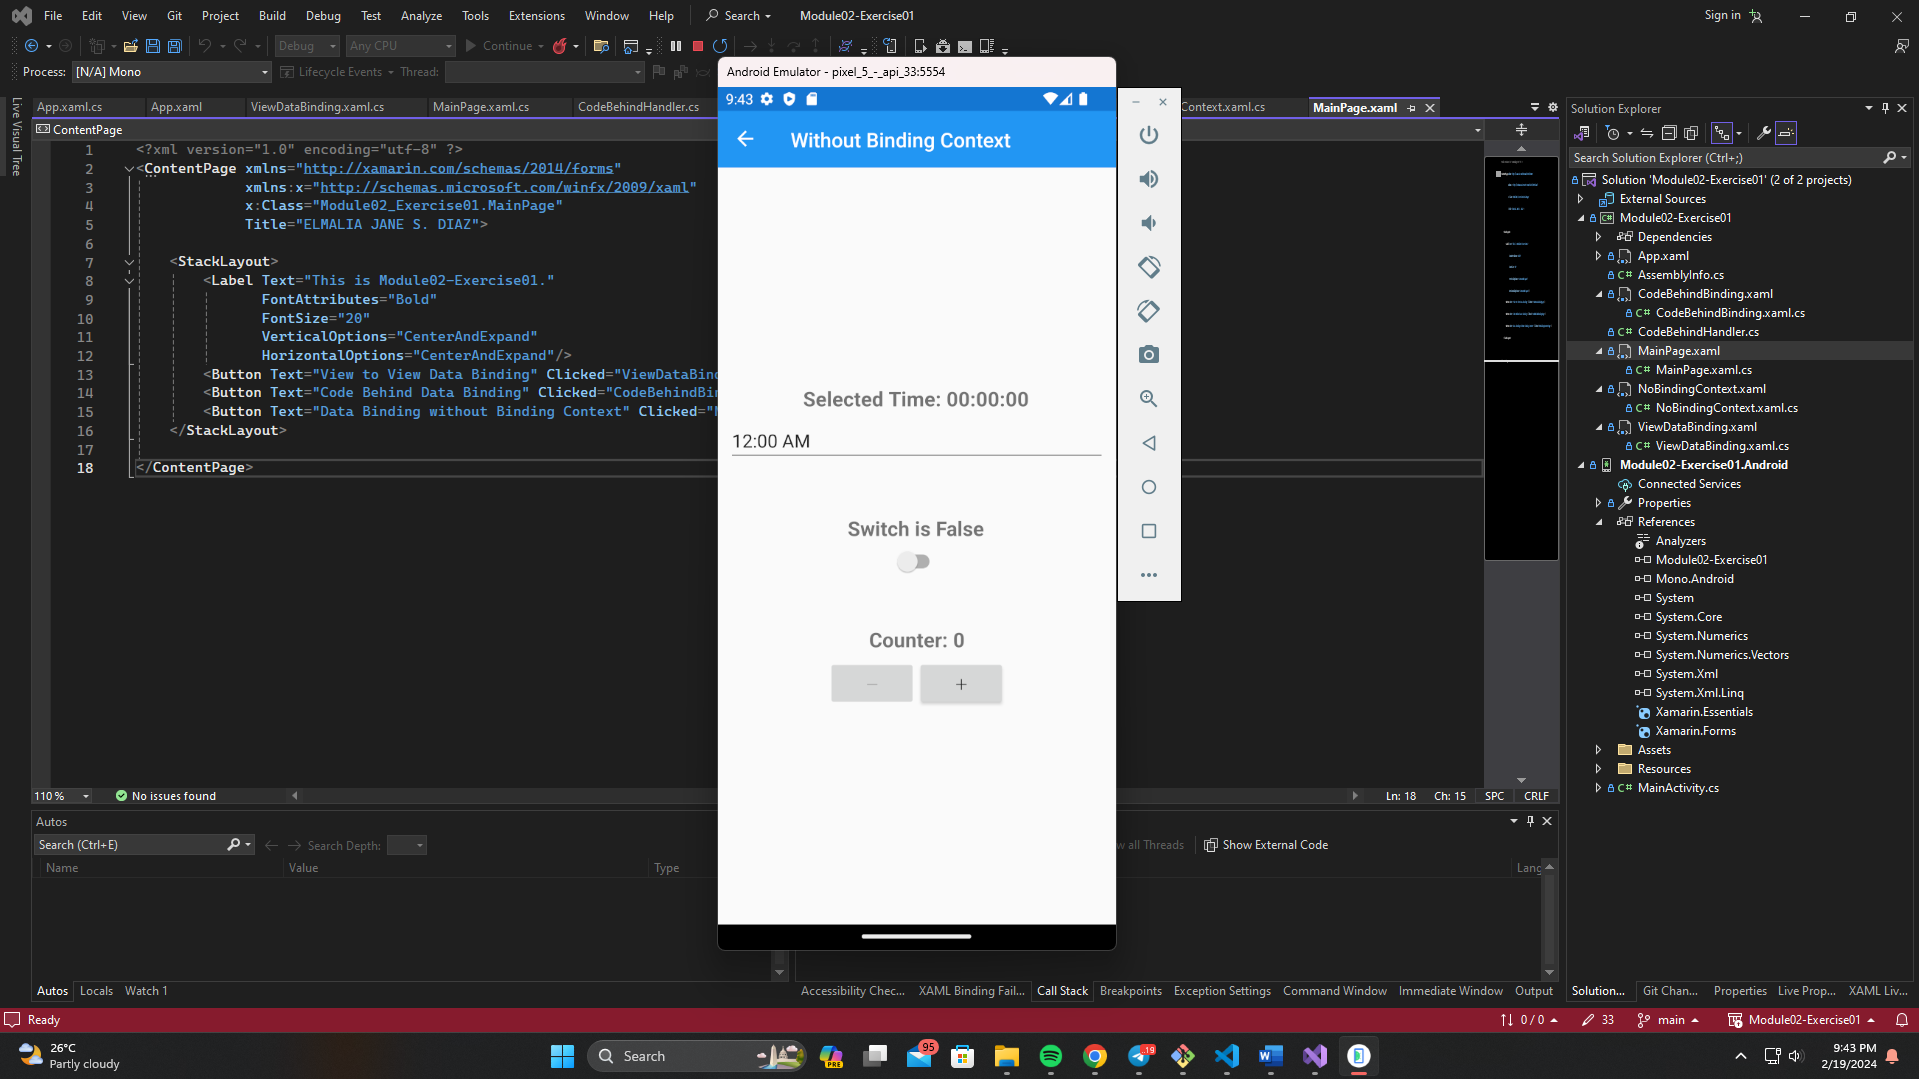 File Edit View Git Project Build Debug Test Analyze Tools Extensions Window Help Search Module02-Exercise01 Sign in
Debug Any CPU Continue
Process: [N/A] Mono Lifecycle Events Thread:
App.xaml.cs App.xaml ViewDataBinding.xaml MainPage.xaml.cs CodeBehindHandler.cs Context.xaml.cs MainPage.xaml
Live Visual Tree
ContentPage
1 <?xml version="1.0" encoding="utf-8" ?>
2 <ContentPage xmlns="http://xamarin.com/schemas/2014/forms"
3 xmlns:x="http://schemas.microsoft.com/winfx/2009/xaml"
4 x:Class="Module02_Exercise01.MainPage"
5 Title="ELMALIA JANE S. DIAZ">
6
7 <StackLayout>
8 <Label Text="This is Module02-Exercise01."
9 FontAttributes="Bold"
10 FontSize="20"
11 VerticalOptions="CenterAndExpand"
12 HorizontalOptions="CenterAndExpand"/>
13 <Button Text="View to View Data Binding" Clicked="ViewDataBind
14 <Button Text="Code Behind Data Binding" Clicked="CodeBehindBin
15 <Button Text="Data Binding without Binding Context" Clicked="N
16 </StackLayout>
17
18 </ContentPage>
110 % No issues found Ln: 18 Ch: 15 SPC CRLF
Android Emulator - pixel_5_-_api_33:5554
9:43
Without Binding Context
Selected Time: 00:00:00
12:00 AM
Switch is False
Counter: 0
− +
Solution Explorer
Search Solution Explorer (Ctrl+;)
Solution 'Module02-Exercise01' (2 of 2 projects)
External Sources
Module02-Exercise01
Dependencies
App.xaml
AssemblyInfo.cs
CodeBehindBinding.xaml
CodeBehindBinding.xaml.cs
CodeBehindHandler.cs
MainPage.xaml
MainPage.xaml.cs
NoBindingContext.xaml
NoBindingContext.xaml.cs
ViewDataBinding.xaml
ViewDataBinding.xaml.cs
Module02-Exercise01.Android
Connected Services
Properties
References
Analyzers
Module02-Exercise01
Mono.Android
System
System.Core
System.Numerics
System.Numerics.Vectors
System.Xml
System.Xml.Linq
Xamarin.Essentials
Xamarin.Forms
Assets
Resources
MainActivity.cs
Autos
Search (Ctrl+E) Search Depth:
Name Value Type
w all Threads Show External Code
Lang
Autos Locals Watch 1
Accessibility Chec... XAML Binding Fail... Call Stack Breakpoints Exception Settings Command Window Immediate Window Output
Solution... Git Chan... Properties Live Prop... XAML Liv...
Ready 0 / 0 33 main Module02-Exercise01
26°C
Partly cloudy
Search
PRE
95
19
9:43 PM
2/19/2024